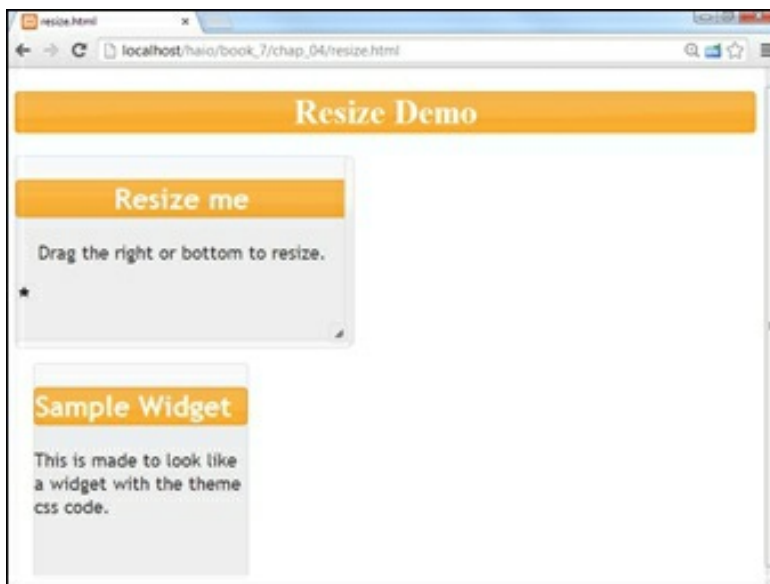 resize.html
localhost/haio/book_7/chap_04/resize.html
Resize Demo
Resize me
Drag the right or bottom to resize.
Sample Widget
This is made to look like
a widget with the theme
css code.